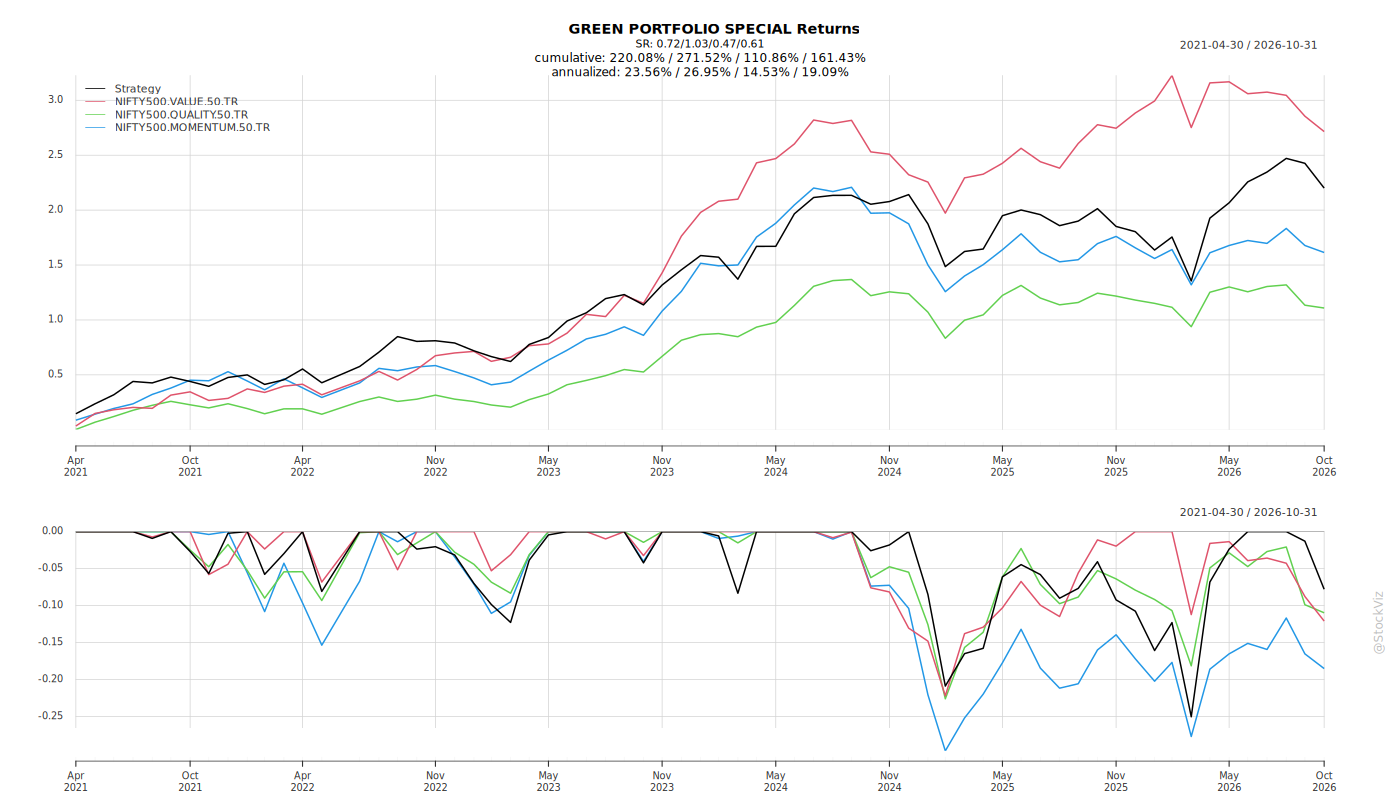 GREEN PORTFOLIO SPECIAL Returns
SR: 0.72/1.03/0.47/0.61
cumulative: 220.08% / 271.52% / 110.86% / 161.43%
annualized: 23.56% / 26.95% / 14.53% / 19.09%
2021-04-30 / 2026-10-31
Strategy
NIFTY500.VALUE.50.TR
NIFTY500.QUALITY.50.TR
NIFTY500.MOMENTUM.50.TR
3.0
2.5
2.0
1.5
1.0
0.5
Apr 2021
Oct 2021
Apr 2022
Nov 2022
May 2023
Nov 2023
May 2024
Nov 2024
May 2025
Nov 2025
May 2026
Oct 2026
2021-04-30 / 2026-10-31
0.00
-0.05
-0.10
-0.15
-0.20
-0.25
Apr 2021
Oct 2021
Apr 2022
Nov 2022
May 2023
Nov 2023
May 2024
Nov 2024
May 2025
Nov 2025
May 2026
Oct 2026
@StockViz